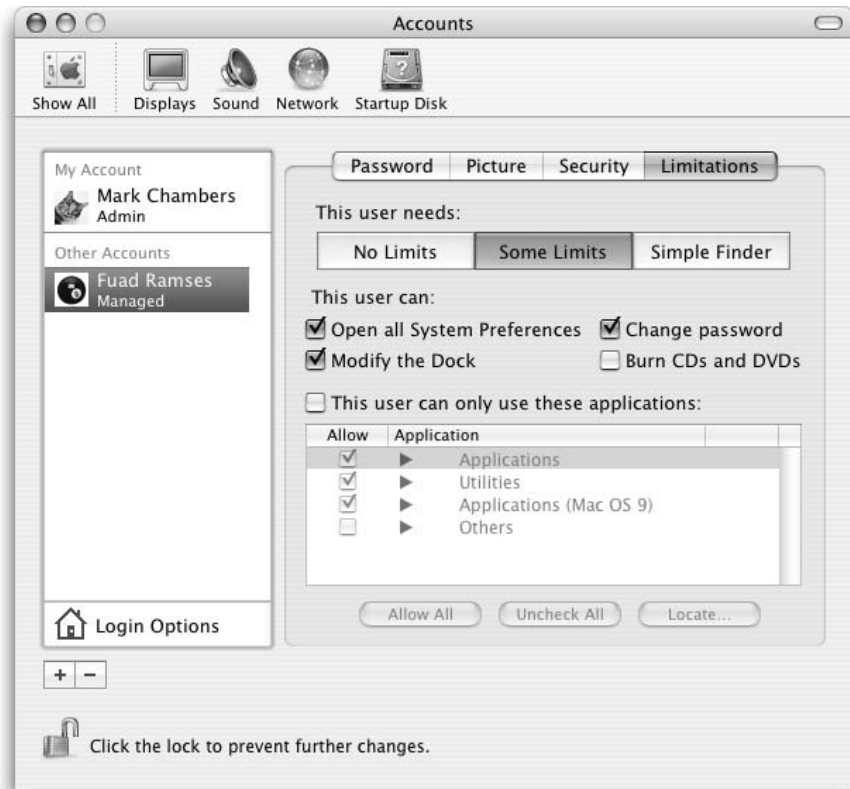 Accounts
Show All Displays Sound Network Startup Disk
My Account
Mark Chambers
Admin
Other Accounts
Fuad Ramses
Managed
Login Options
Password Picture Security Limitations
This user needs:
No Limits Some Limits Simple Finder
This user can:
Open all System Preferences Change password
Modify the Dock Burn CDs and DVDs
This user can only use these applications:
Allow Application
Applications
Utilities
Applications (Mac OS 9)
Others
Allow All Uncheck All Locate...
+ −
Click the lock to prevent further changes.